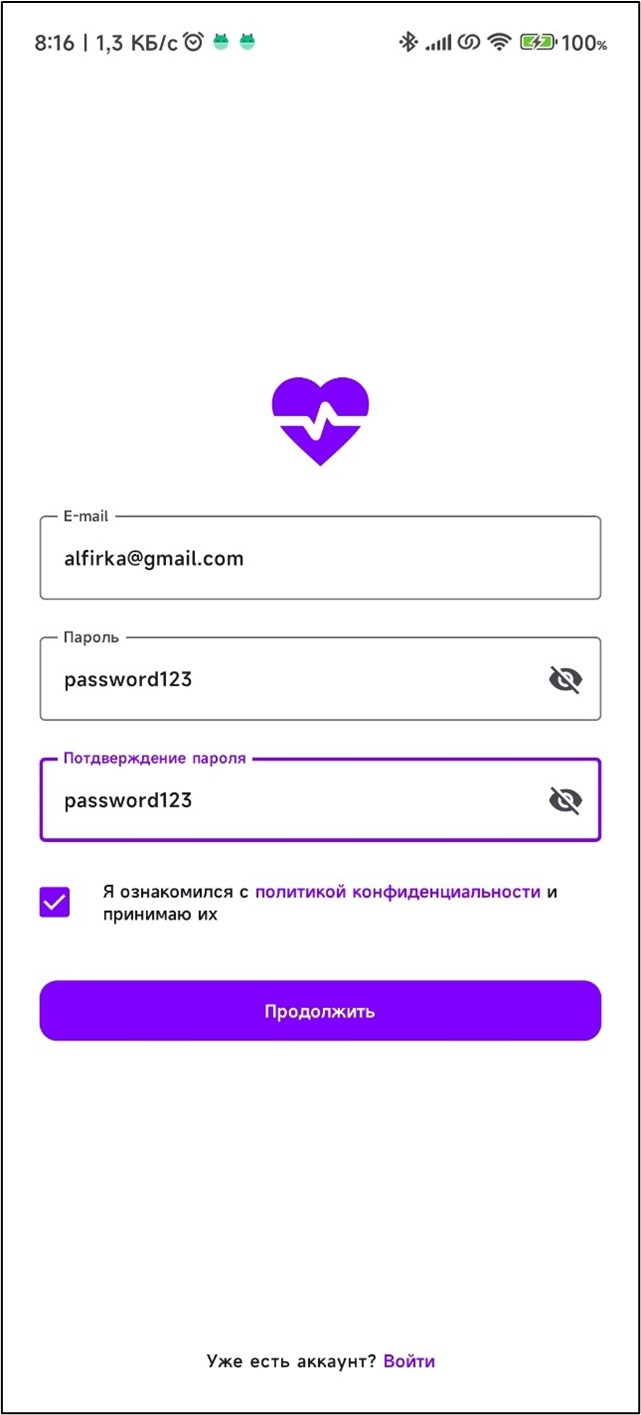 8:16 | 1,3 КБ/с 100%
E-mail
alfirka@gmail.com
Пароль
password123
Потдверждение пароля
password123
Я ознакомился с политикой конфиденциальности и
принимаю их
Продолжить
Уже есть аккаунт? Войти